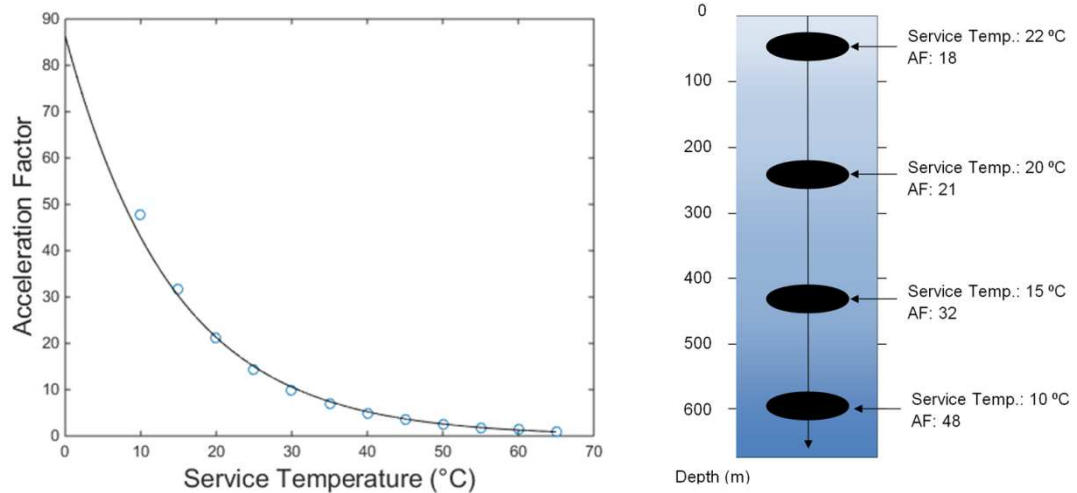 90
80
70
60
50
40
30
20
10
0
Acceleration Factor
0 10 20 30 40 50 60 70
Service Temperature (°C)
0
100
200
300
400
500
600
Depth (m)
Service Temp.: 22 ºC
AF: 18
Service Temp.: 20 ºC
AF: 21
Service Temp.: 15 ºC
AF: 32
Service Temp.: 10 ºC
AF: 48